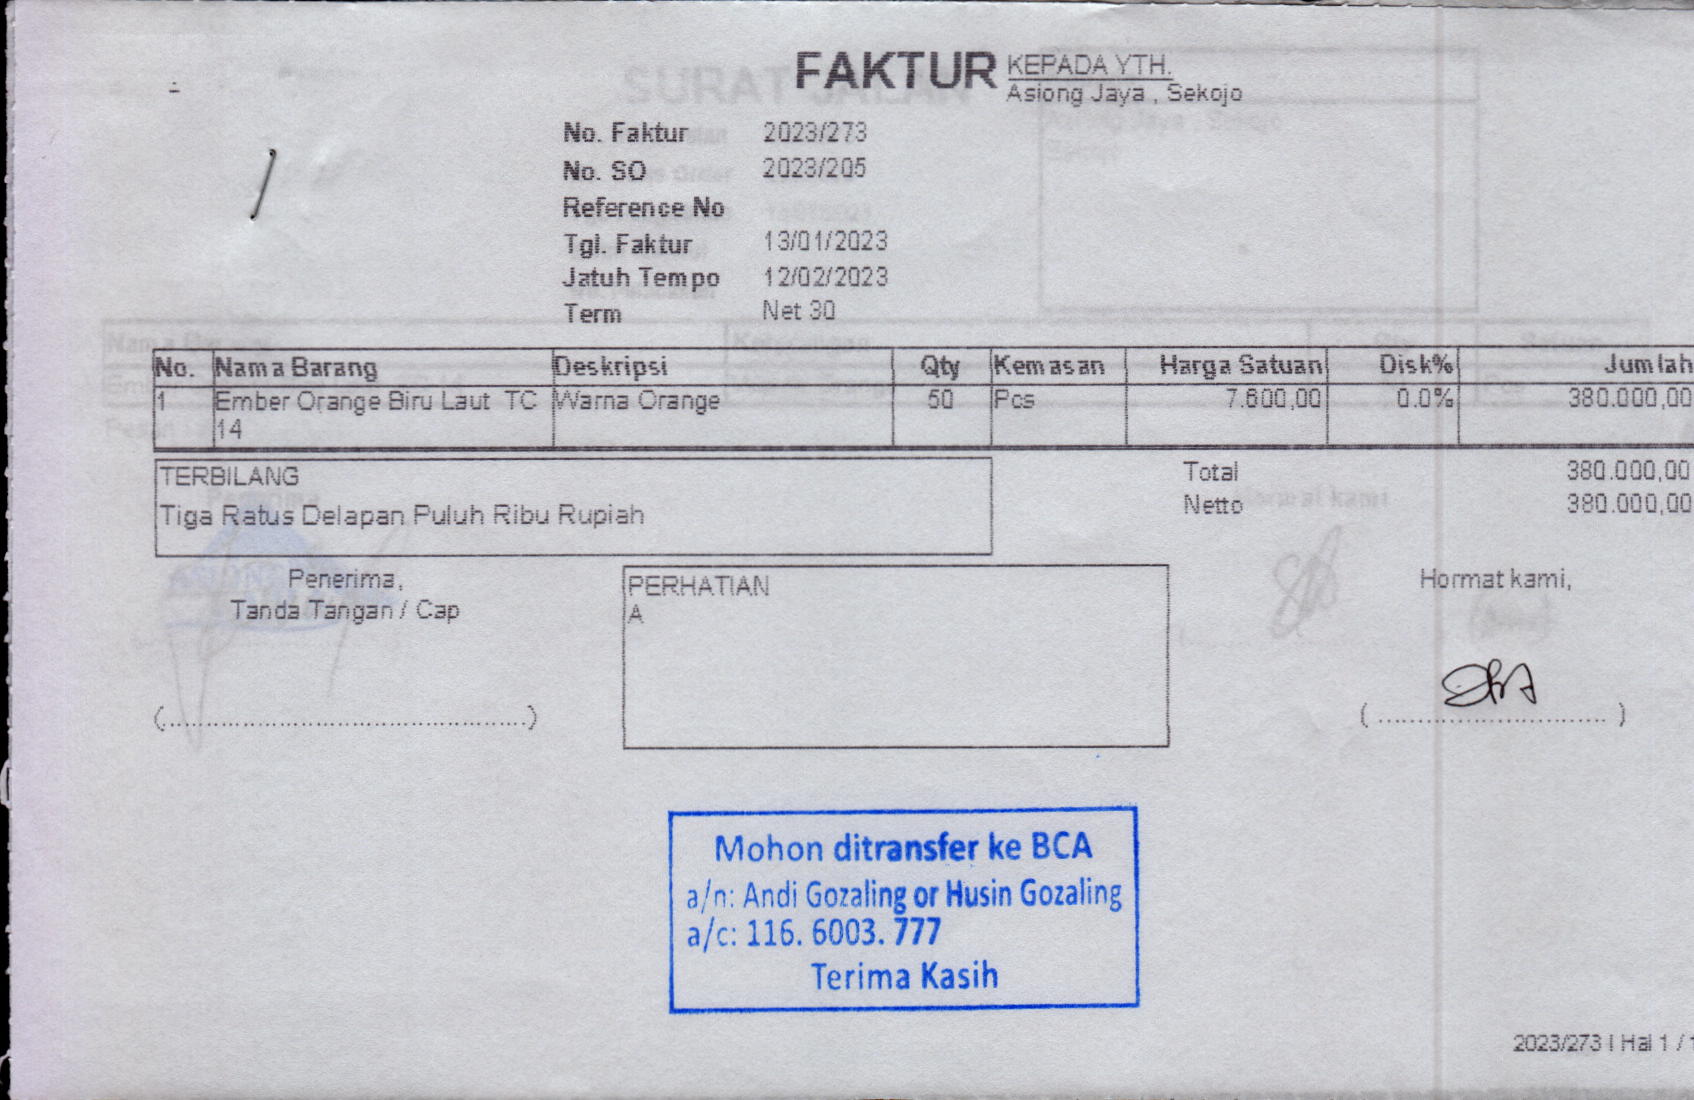 FAKTUR
KEPADA YTH.
Asiong Jaya , Sekojo
No. Faktur 2023/273
No. SO 2023/205
Reference No
Tgl. Faktur 13/01/2023
Jatuh Tempo 12/02/2023
Term Net 30
No. Nama Barang Deskripsi Qty Kemasan Harga Satuan Disk% Jumlah
1 Ember Orange Biru Laut TC Warna Orange 50 Pcs 7.600,00 0.0% 380.000,00
14
TERBILANG
Tiga Ratus Delapan Puluh Ribu Rupiah
Total 380.000,00
Netto 380.000,00
Penerima,
Tanda Tangan / Cap
PERHATIAN
A
Hormat kami,
(............................................)
( ............................ )
Mohon ditransfer ke BCA
a/n: Andi Gozaling or Husin Gozaling
a/c: 116. 6003. 777
Terima Kasih
2023/273 | Hal 1 / 1